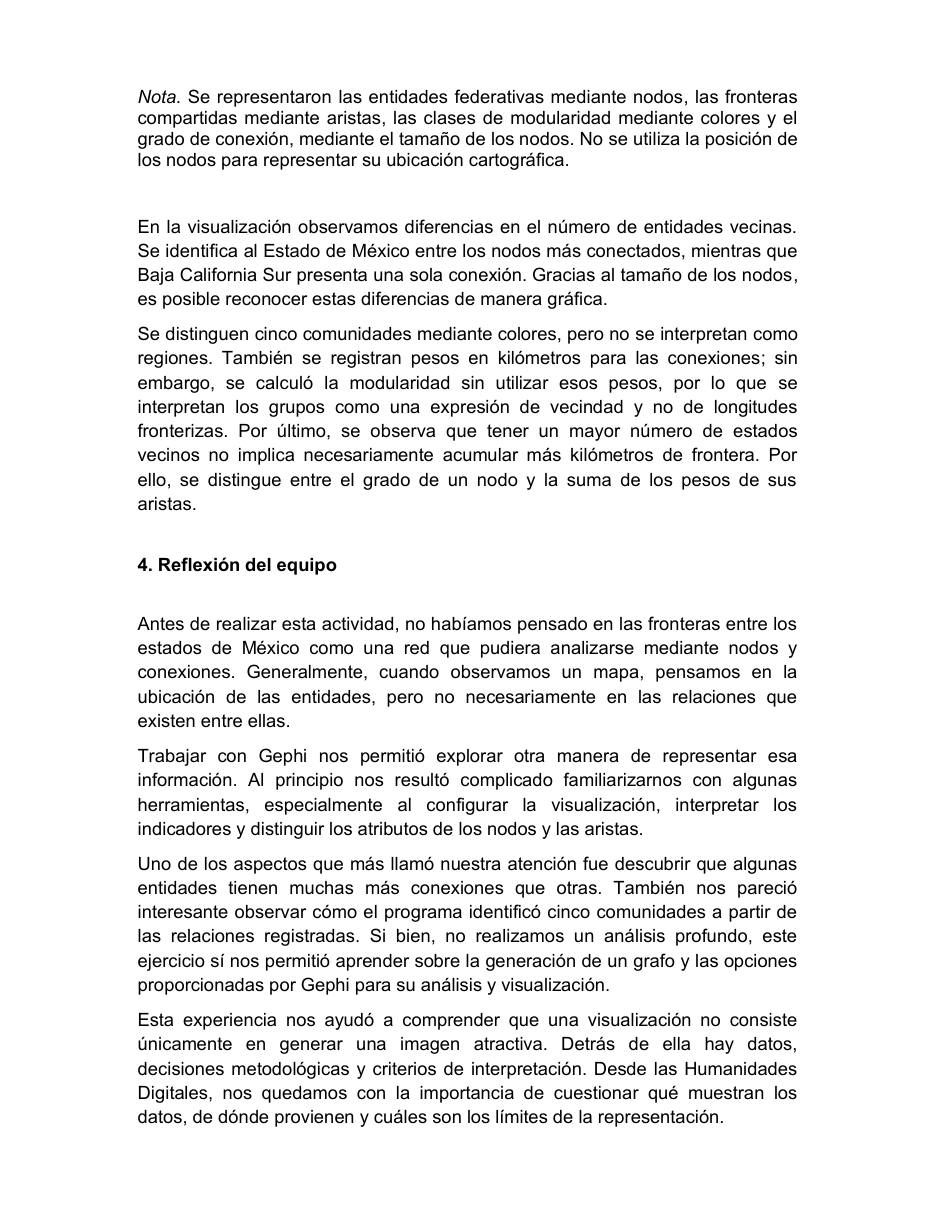 Nota. Se representaron las entidades federativas mediante nodos, las fronteras
compartidas mediante aristas, las clases de modularidad mediante colores y el
grado de conexión, mediante el tamaño de los nodos. No se utiliza la posición de
los nodos para representar su ubicación cartográfica.
En la visualización observamos diferencias en el número de entidades vecinas.
Se identifica al Estado de México entre los nodos más conectados, mientras que
Baja California Sur presenta una sola conexión. Gracias al tamaño de los nodos,
es posible reconocer estas diferencias de manera gráfica.
Se distinguen cinco comunidades mediante colores, pero no se interpretan como
regiones. También se registran pesos en kilómetros para las conexiones; sin
embargo, se calculó la modularidad sin utilizar esos pesos, por lo que se
interpretan los grupos como una expresión de vecindad y no de longitudes
fronterizas. Por último, se observa que tener un mayor número de estados
vecinos no implica necesariamente acumular más kilómetros de frontera. Por
ello, se distingue entre el grado de un nodo y la suma de los pesos de sus
aristas.
4. Reflexión del equipo
Antes de realizar esta actividad, no habíamos pensado en las fronteras entre los
estados de México como una red que pudiera analizarse mediante nodos y
conexiones. Generalmente, cuando observamos un mapa, pensamos en la
ubicación de las entidades, pero no necesariamente en las relaciones que
existen entre ellas.
Trabajar con Gephi nos permitió explorar otra manera de representar esa
información. Al principio nos resultó complicado familiarizarnos con algunas
herramientas, especialmente al configurar la visualización, interpretar los
indicadores y distinguir los atributos de los nodos y las aristas.
Uno de los aspectos que más llamó nuestra atención fue descubrir que algunas
entidades tienen muchas más conexiones que otras. También nos pareció
interesante observar cómo el programa identificó cinco comunidades a partir de
las relaciones registradas. Si bien, no realizamos un análisis profundo, este
ejercicio sí nos permitió aprender sobre la generación de un grafo y las opciones
proporcionadas por Gephi para su análisis y visualización.
Esta experiencia nos ayudó a comprender que una visualización no consiste
únicamente en generar una imagen atractiva. Detrás de ella hay datos,
decisiones metodológicas y criterios de interpretación. Desde las Humanidades
Digitales, nos quedamos con la importancia de cuestionar qué muestran los
datos, de dónde provienen y cuáles son los límites de la representación.